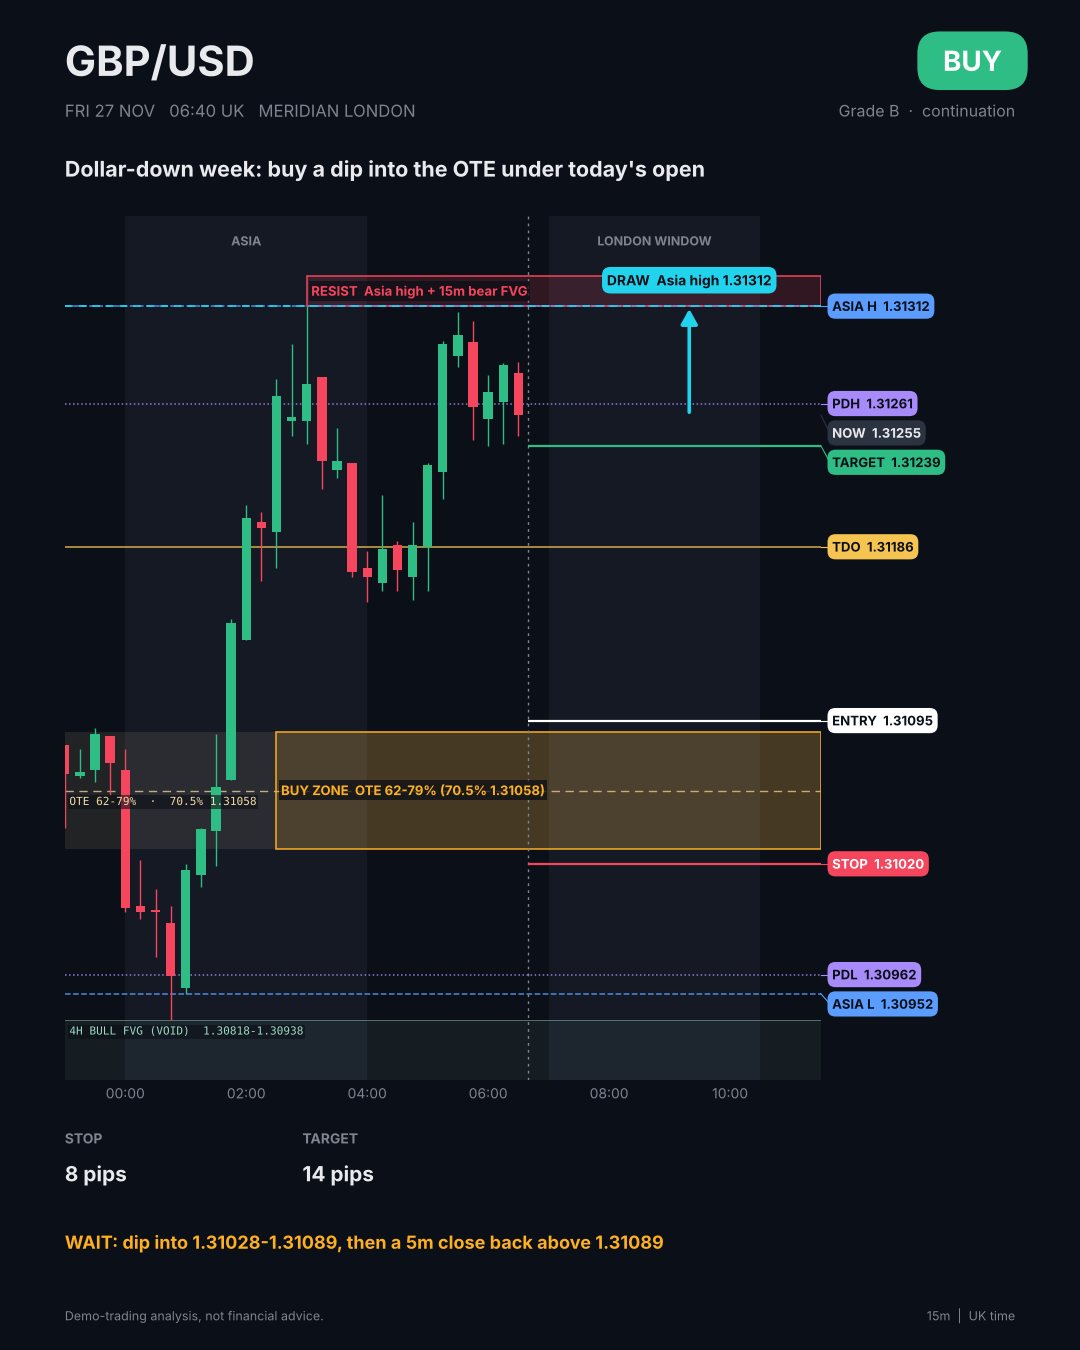 GBP/USD
BUY
FRI 27 NOV 06:40 UK MERIDIAN LONDON
Grade B · continuation
Dollar-down week: buy a dip into the OTE under today's open
ASIA
LONDON WINDOW
DRAW Asia high 1.31312
RESIST Asia high + 15m bear FVG
ASIA H 1.31312
PDH 1.31261
NOW 1.31255
TARGET 1.31239
TDO 1.31186
ENTRY 1.31095
BUY ZONE OTE 62-79% (70.5% 1.31058)
OTE 62-79% · 70.5% 1.31058
STOP 1.31020
PDL 1.30962
ASIA L 1.30952
4H BULL FVG (VOID) 1.30818-1.30938
00:00 02:00 04:00 06:00 08:00 10:00
STOP TARGET
8 pips 14 pips
WAIT: dip into 1.31028-1.31089, then a 5m close back above 1.31089
Demo-trading analysis, not financial advice.
15m | UK time